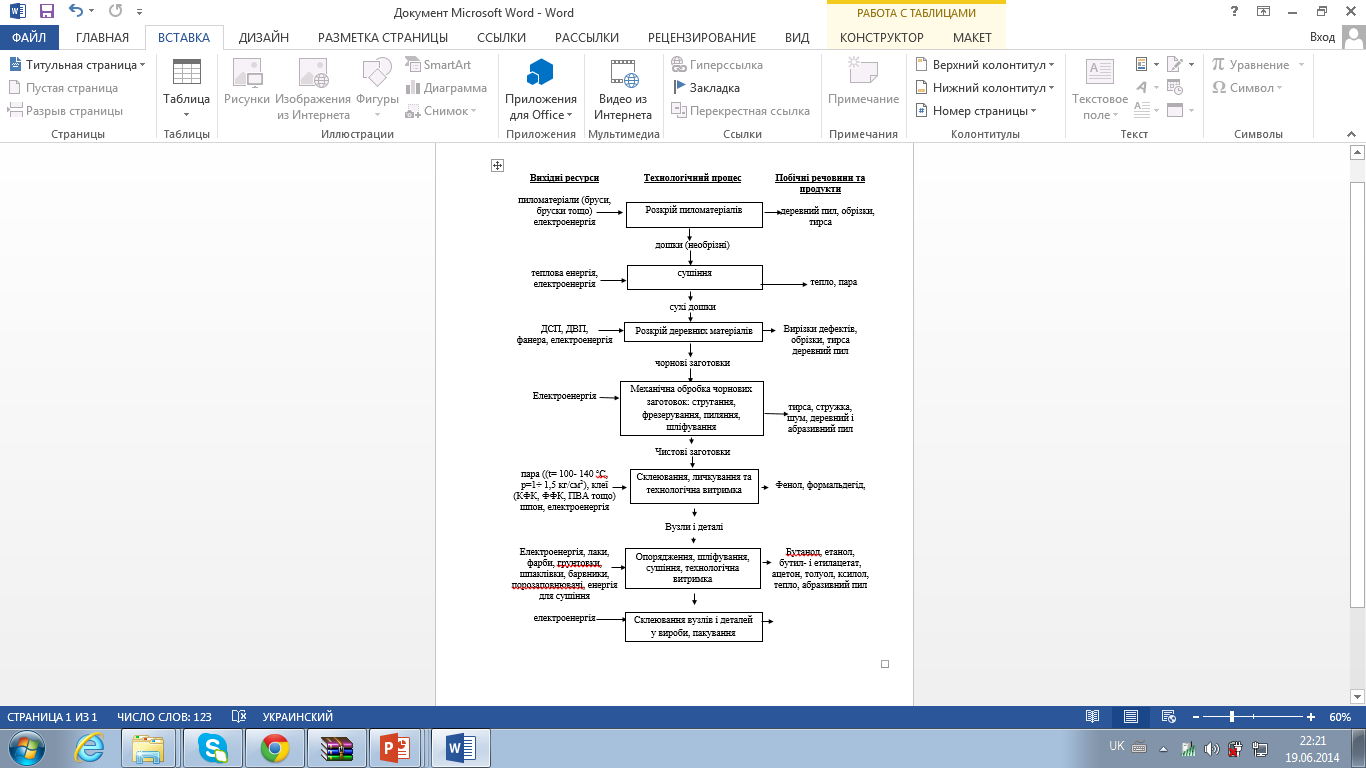 Документ Microsoft Word - Word
РАБОТА С ТАБЛИЦАМИ
ФАЙЛ ГЛАВНАЯ ВСТАВКА ДИЗАЙН РАЗМЕТКА СТРАНИЦЫ ССЫЛКИ РАССЫЛКИ РЕЦЕНЗИРОВАНИЕ ВИД КОНСТРУКТОР МАКЕТ Вход
Титульная страница
Пустая страница
Разрыв страницы
Страницы
Таблица
Таблицы
Рисунки
Изображения
из Интернета
Фигуры
SmartArt
Диаграмма
Снимок
Иллюстрации
Приложения
для Office
Приложения
Видео из
Интернета
Мультимедиа
Гиперссылка
Закладка
Перекрестная ссылка
Ссылки
Примечание
Примечания
Верхний колонтитул
Нижний колонтитул
Номер страницы
Колонтитулы
Текстовое
поле
Текст
Уравнение
Символ
Символы
Вихідні ресурси
Технологічний процес
Побічні речовини та
продукти
пиломатеріали (бруси,
бруски тощо)
електроенергія
Розкрій пиломатеріалів
деревний пил, обрізки,
тирса
дошки (необрізні)
теплова енергія,
електроенергія
сушіння
тепло, пара
сухі дошки
ДСП, ДВП,
фанера, електроенергія
Розкрій деревних матеріалів
Вирізки дефектів,
обрізки, тирса
деревний пил
чорнові заготовки
Електроенергія
Механічна обробка чорнових
заготовок: стругання,
фрезерування, пиляння,
шліфування
тирса, стружка,
шум, деревний і
абразивний пил
Чистові заготовки
пара ((t= 100- 140 °С,
р=1÷ 1,5 кг/см²), клеї
(КФК, ФФК, ПВА тощо)
шпон, електроенергія
Склеювання, личкування та
технологічна витримка
Фенол, формальдегід,
Вузли і деталі
Електроенергія, лаки,
фарби, грунтовки,
шпаклівки, барвники,
порозаповнювачі, енергія
для сушіння
Опорядження, шліфування,
сушіння, технологічна
витримка
Бутанол, етанол,
бутил- і етилацетат,
ацетон, толуол, ксилол,
тепло, абразивний пил
електроенергія
Склеювання вузлів і деталей
у вироби, пакування
СТРАНИЦА 1 ИЗ 1 ЧИСЛО СЛОВ: 123 УКРАИНСКИЙ 60%
UK
22:21
19.06.2014